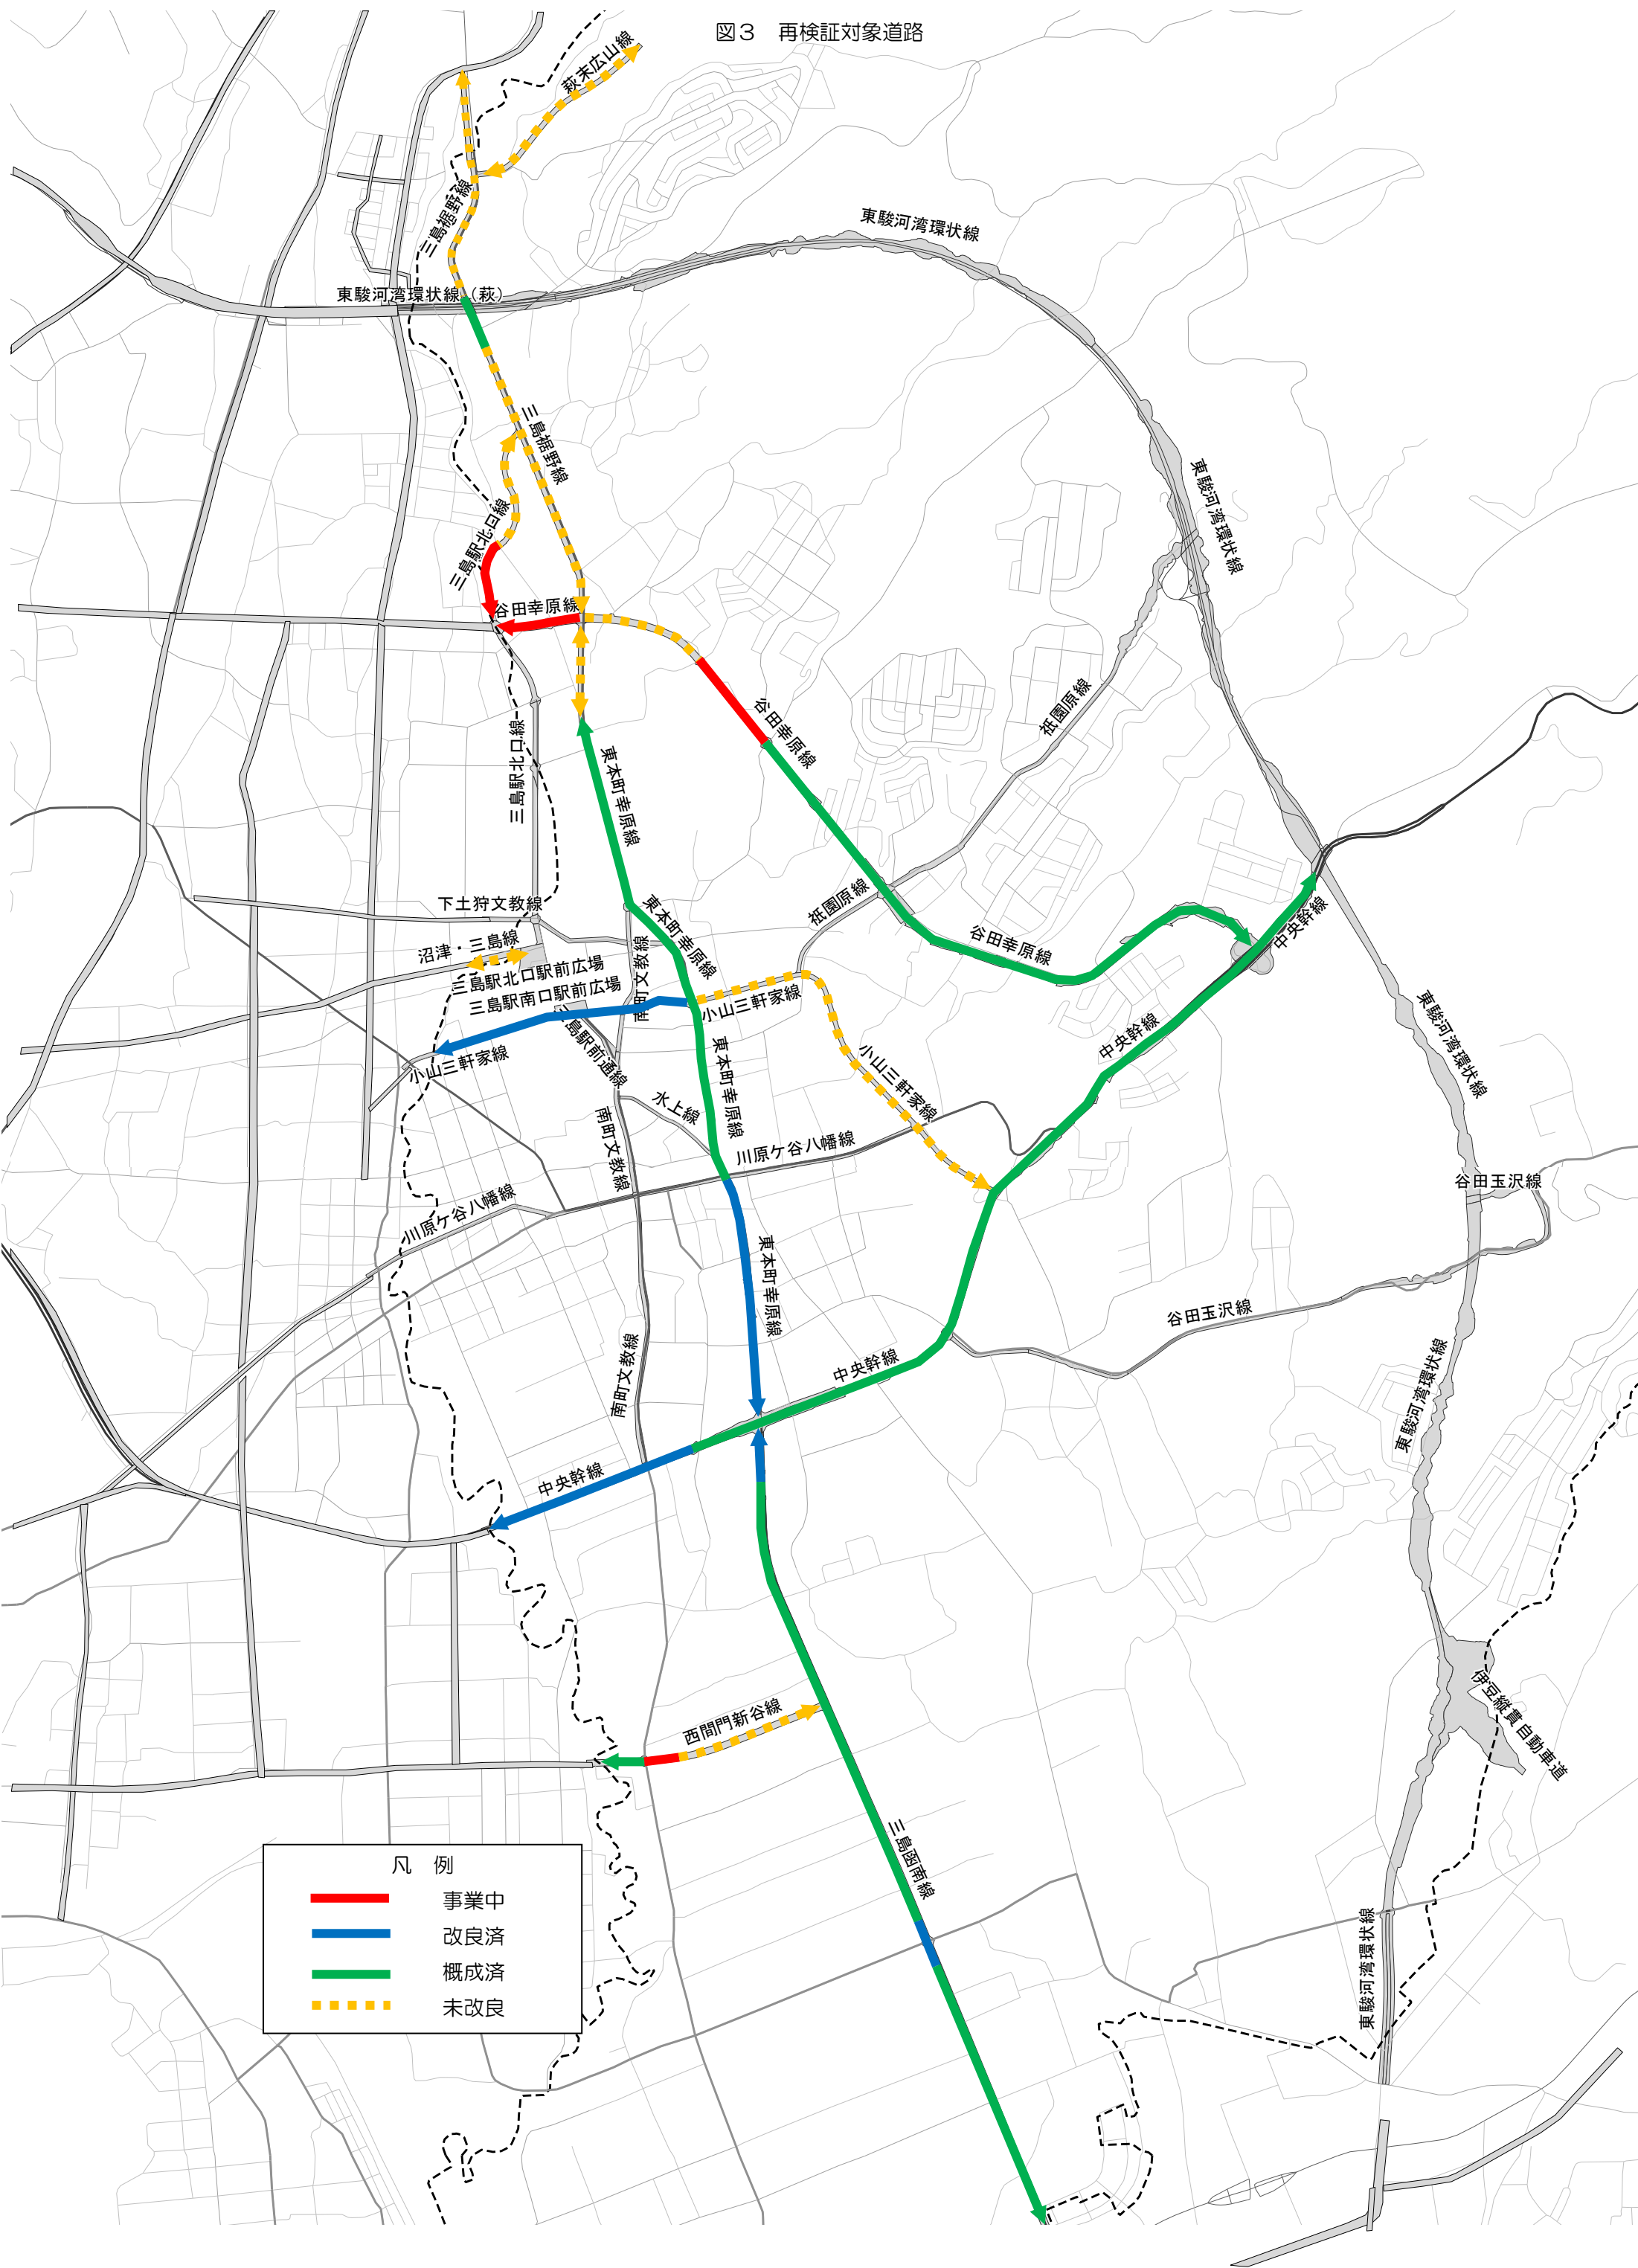 図３　再検証対象道路
萩末広山線
三島裾野線
東駿河湾環状線
東駿河湾環状線（萩）
三島裾野線
東駿河湾環状線
三島駅北口線
谷田幸原線
祇園原線
谷田幸原線
三島駅北口線
東本町幸原線
祇園原線
下土狩文教線
東本町幸原線
中央幹線
沼津・三島線
南町文教線
谷田幸原線
三島駅北口駅前広場
三島駅南口駅前広場
小山三軒家線
東駿河湾環状線
三島駅前通線
中央幹線
小山三軒家線
東本町幸原線
小山三軒家線
水上線
南町文教線
川原ケ谷八幡線
谷田玉沢線
川原ケ谷八幡線
東本町幸原線
谷田玉沢線
南町文教線
中央幹線
東駿河湾環状線
中央幹線
伊豆縦貫自動車道
西間門新谷線
三島函南線
東駿河湾環状線
凡　例
事業中
改良済
概成済
未改良